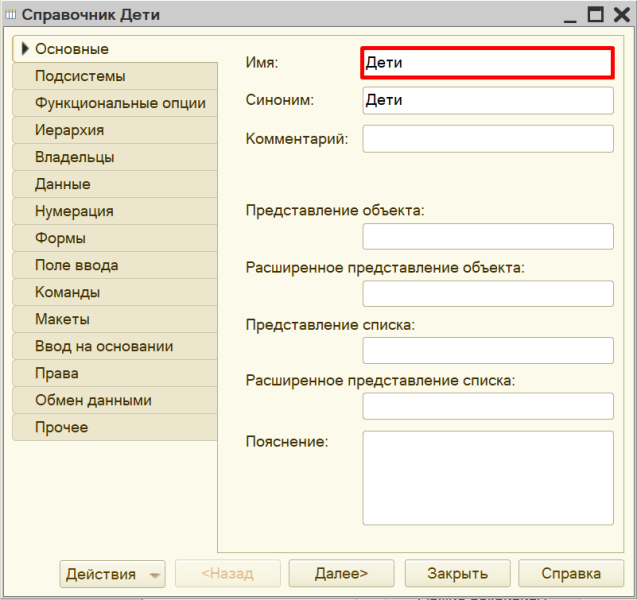 Справочник Дети
Основные
Подсистемы
Функциональные опции
Иерархия
Владельцы
Данные
Нумерация
Формы
Поле ввода
Команды
Макеты
Ввод на основании
Права
Обмен данными
Прочее
Имя: Дети
Синоним: Дети
Комментарий:
Представление объекта:
Расширенное представление объекта:
Представление списка:
Расширенное представление списка:
Пояснение:
Действия <Назад Далее> Закрыть Справка